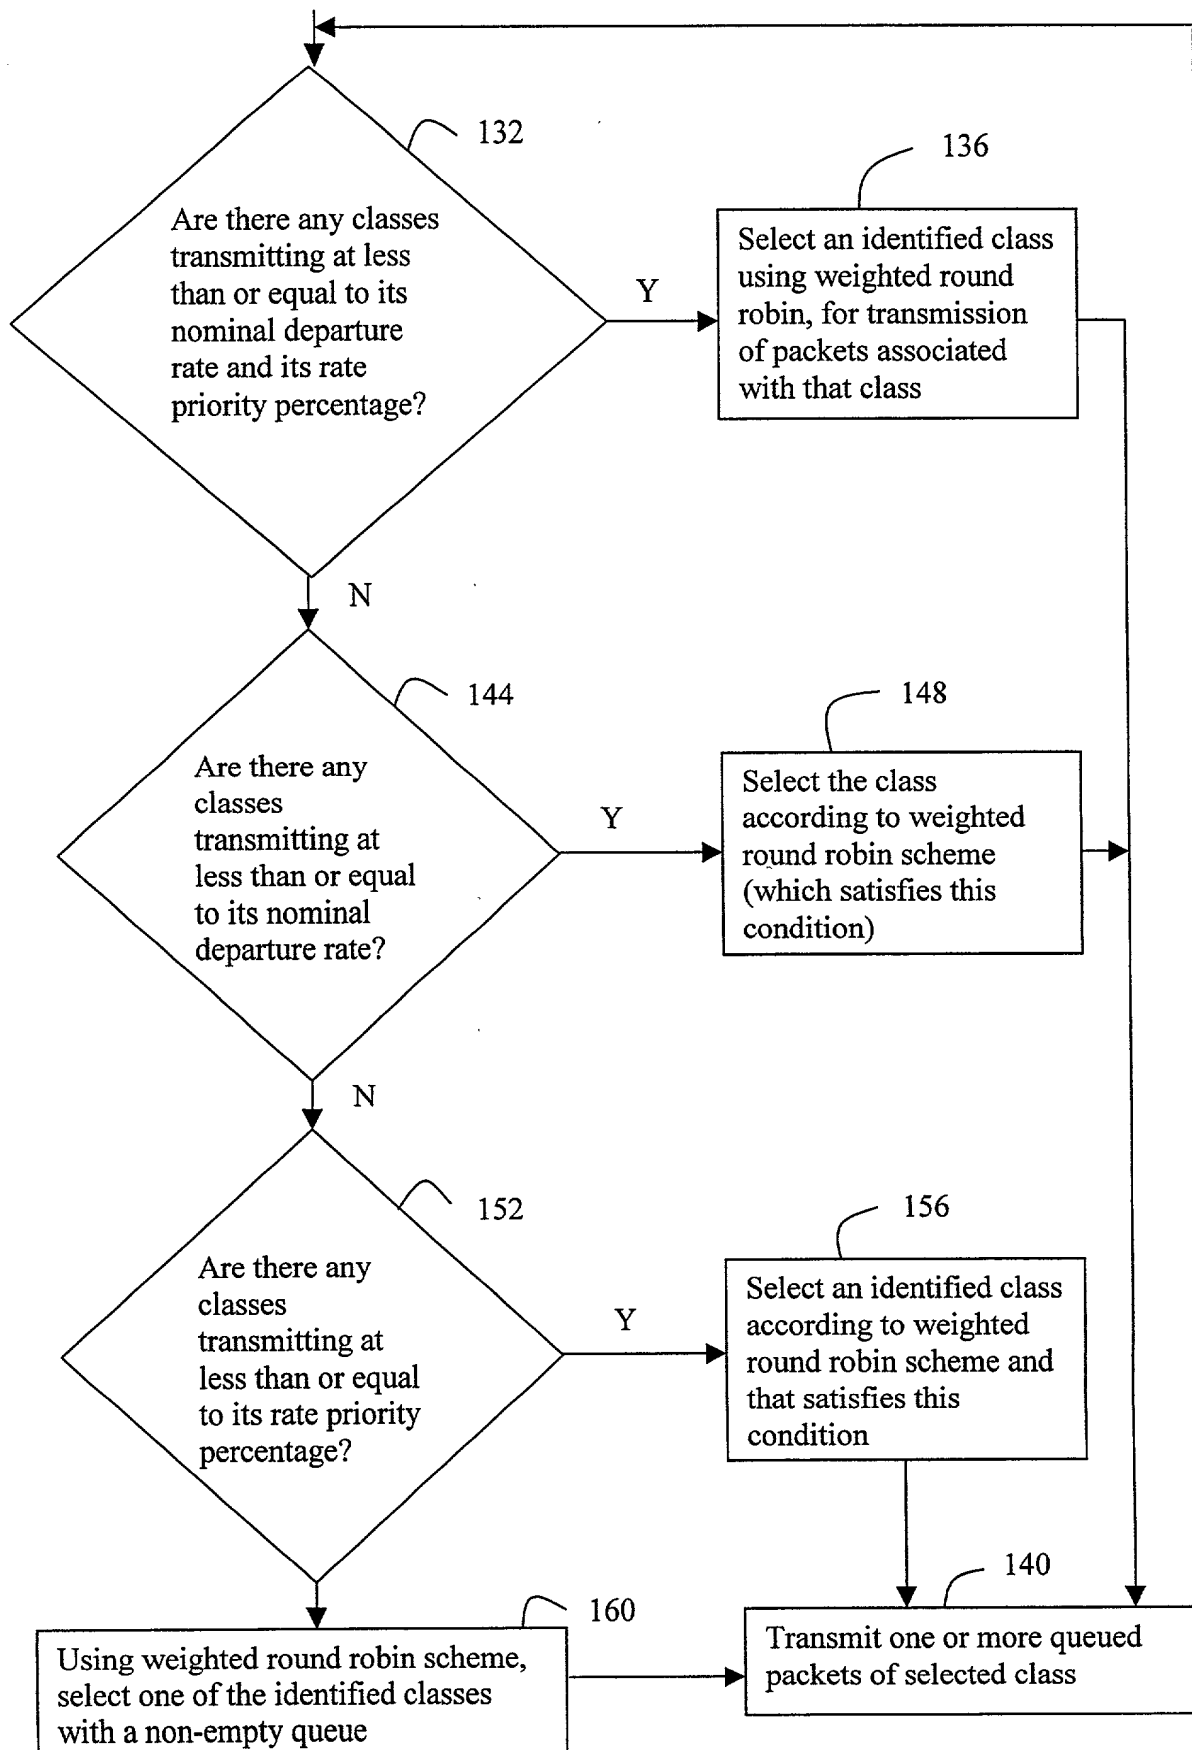 132
Are there any classes
transmitting at less
than or equal to its
nominal departure
rate and its rate
priority percentage?
Y
136
Select an identified class
using weighted round
robin, for transmission
of packets associated
with that class
N
144
Are there any
classes
transmitting at
less than or equal
to its nominal
departure rate?
Y
148
Select the class
according to weighted
round robin scheme
(which satisfies this
condition)
N
152
Are there any
classes
transmitting at
less than or equal
to its rate priority
percentage?
Y
156
Select an identified class
according to weighted
round robin scheme and
that satisfies this
condition
160
Using weighted round robin scheme,
select one of the identified classes
with a non-empty queue
140
Transmit one or more queued
packets of selected class